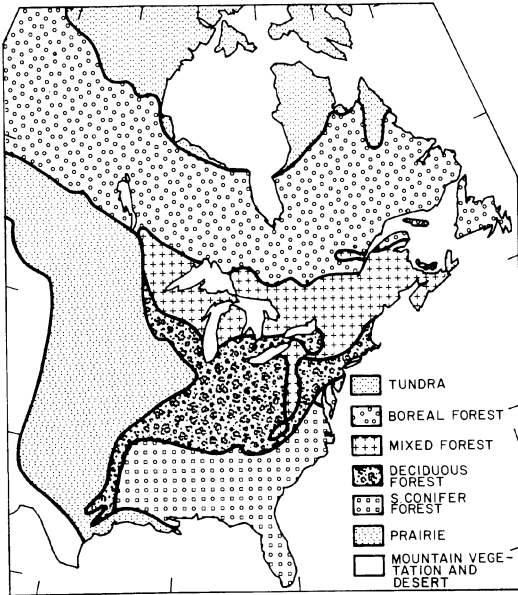 TUNDRA
BOREAL FOREST
MIXED FOREST
DECIDUOUS
FOREST
S.CONIFER
FOREST
PRAIRIE
MOUNTAIN VEGE-
TATION AND
DESERT